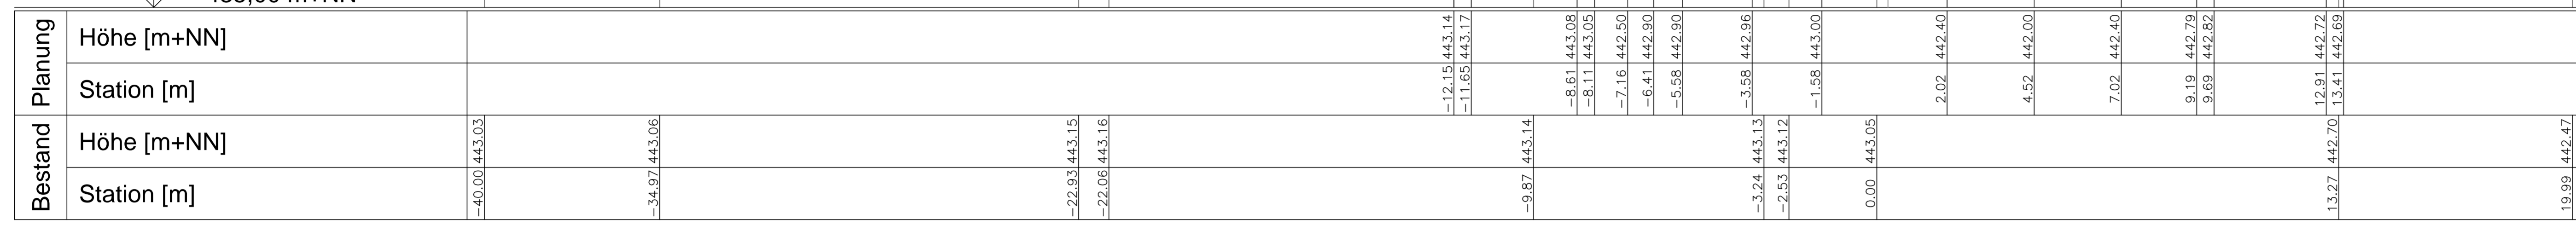 Planung
Höhe [m+NN]
443.14 443.17 443.08 443.05 442.50 442.90 442.90 442.96 443.00 442.40 442.00 442.40 442.79 442.82 442.72 442.69
Station [m]
-12.15 -11.65 -8.61 -8.11 -7.16 -6.41 -5.58 -3.58 -1.58 2.02 4.52 7.02 9.19 9.69 12.91 13.41
Bestand
Höhe [m+NN]
443.03 443.06 443.15 443.16 443.14 443.13 443.12 443.05 442.70 442.47
Station [m]
-40.00 -34.97 -22.93 -22.06 -9.87 -3.24 -2.53 0.00 13.27 19.99